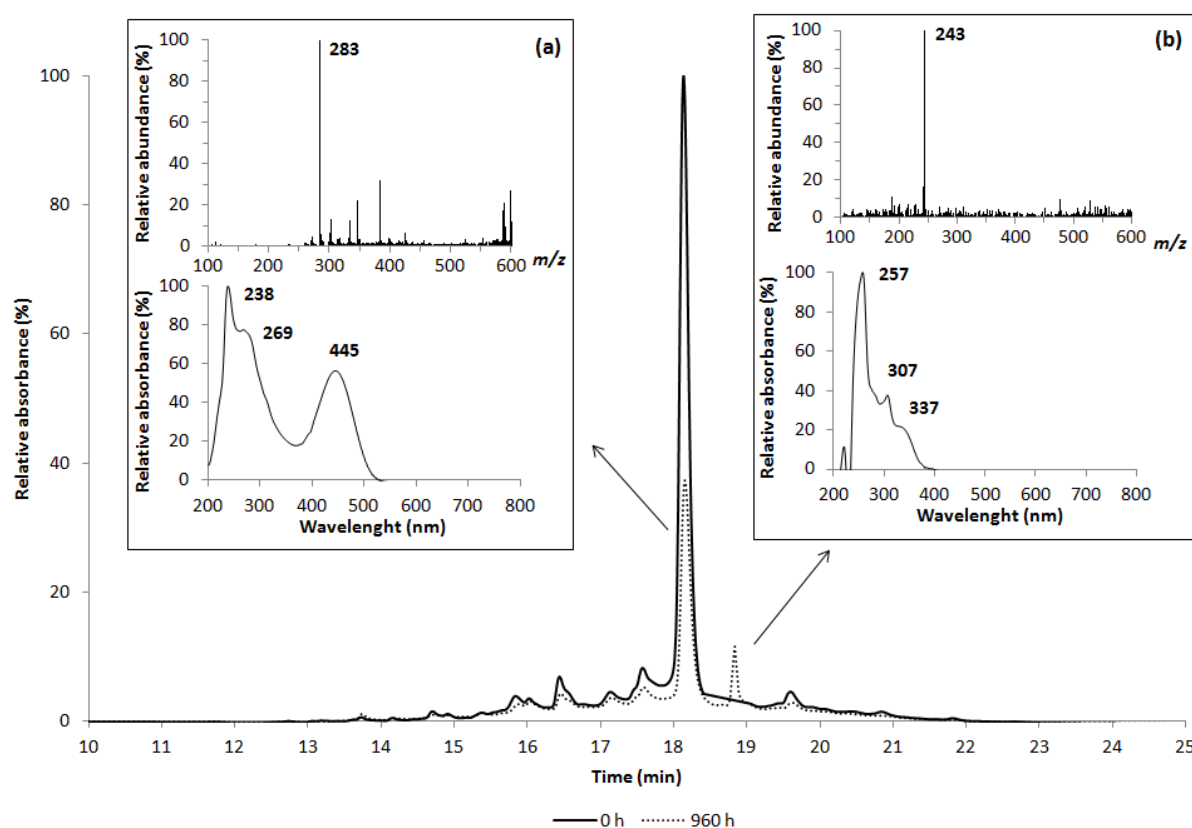 (a)
Relative abundance (%)
100
80
60
40
20
0
283
100 200 300 400 500 600 m/z
Relative absorbance (%)
100
80
60
40
20
0
238
269
445
200 300 400 500 600 700 800
Wavelenght (nm)
(b)
Relative abundance (%)
100
80
60
40
20
0
243
100 200 300 400 500 600 m/z
Relative absorbance (%)
100
80
60
40
20
0
257
307
337
200 300 400 500 600 700 800
Wavelenght (nm)
Relative absorbance (%)
100
80
60
40
20
0
10 11 12 13 14 15 16 17 18 19 20 21 22 23 24 25
Time (min)
0 h 960 h